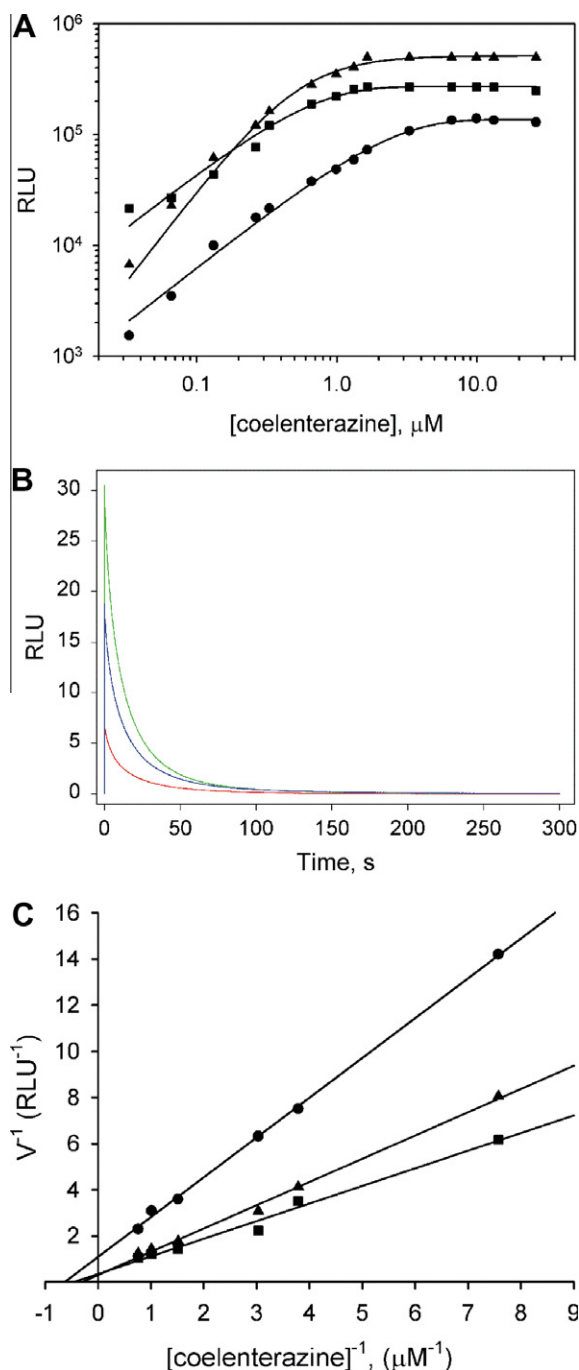 A
10⁶
10⁵
10⁴
10³
RLU
0.1 1.0 10.0
[coelenterazine], μM
B
30
25
20
15
10
5
0
RLU
0 50 100 150 200 250 300
Time, s
C
16
14
12
10
8
6
4
2
V⁻¹ (RLU⁻¹)
-1 0 1 2 3 4 5 6 7 8 9
[coelenterazine]⁻¹, (μM⁻¹)